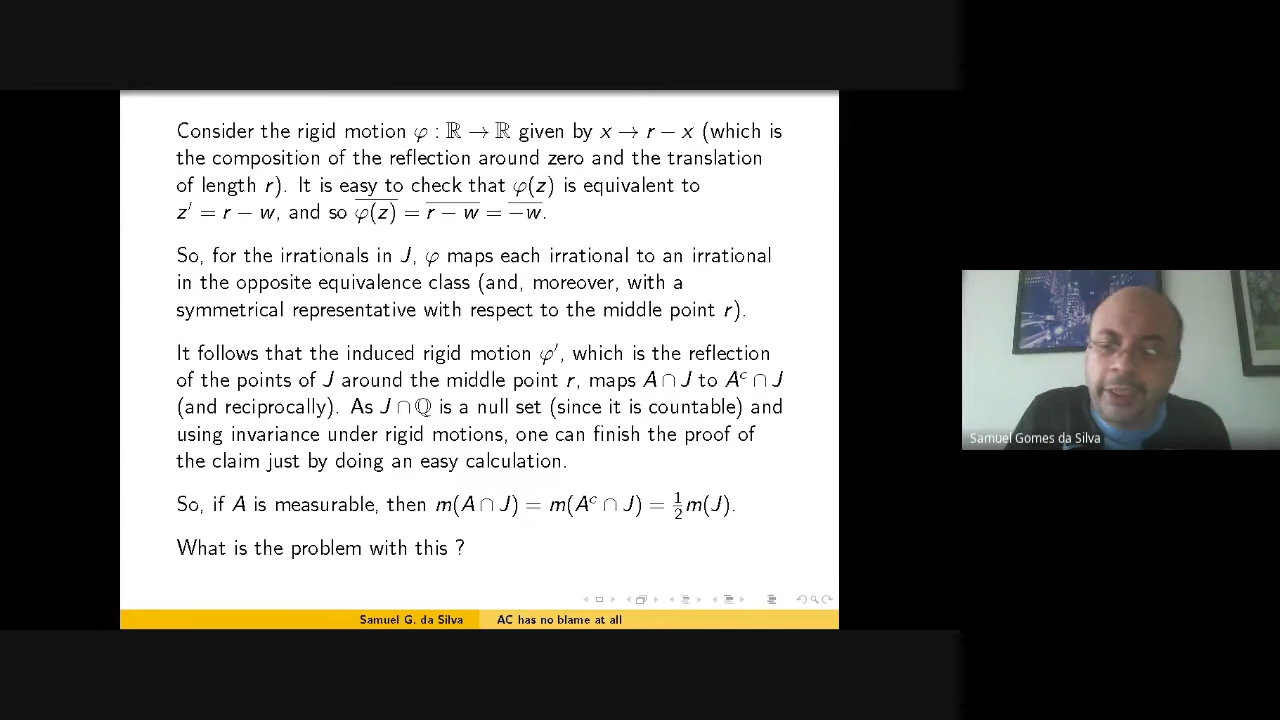 Consider the rigid motion φ : ℝ → ℝ given by x → r − x (which is
the composition of the reflection around zero and the translation
of length r). It is easy to check that φ(z) is equivalent to
z′ = r − w, and so \overline{φ(z)} = \overline{r − w} = \overline{−w}.
So, for the irrationals in J, φ maps each irrational to an irrational
in the opposite equivalence class (and, moreover, with a
symmetrical representative with respect to the middle point r).
It follows that the induced rigid motion φ′, which is the reflection
of the points of J around the middle point r, maps A ∩ J to Aᶜ ∩ J
(and reciprocally). As J ∩ ℚ is a null set (since it is countable) and
using invariance under rigid motions, one can finish the proof of
the claim just by doing an easy calculation.
So, if A is measurable, then m(A ∩ J) = m(Aᶜ ∩ J) = ½m(J).
What is the problem with this ?
Samuel G. da Silva
AC has no blame at all
Samuel Gomes da Silva